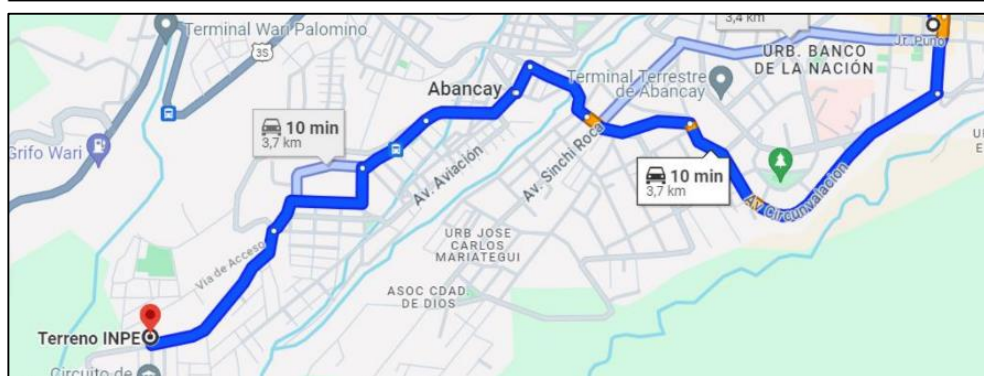 Terminal Wari Palomino
3S
3,4 km
Jr. Puno
URB. BANCO
DE LA NACIÓN
Terminal Terrestre
de Abancay
Abancay
10 min
3,7 km
Grifo Wari
Av. Aviación
Av. Sinchi Roca
10 min
3,7 km
Av Circunvalación
URB JOSE
CARLOS
MARIATEGUI
Via de Acceso
ASOC CDAD.
DE DIOS
Terreno INPE
Circuito de